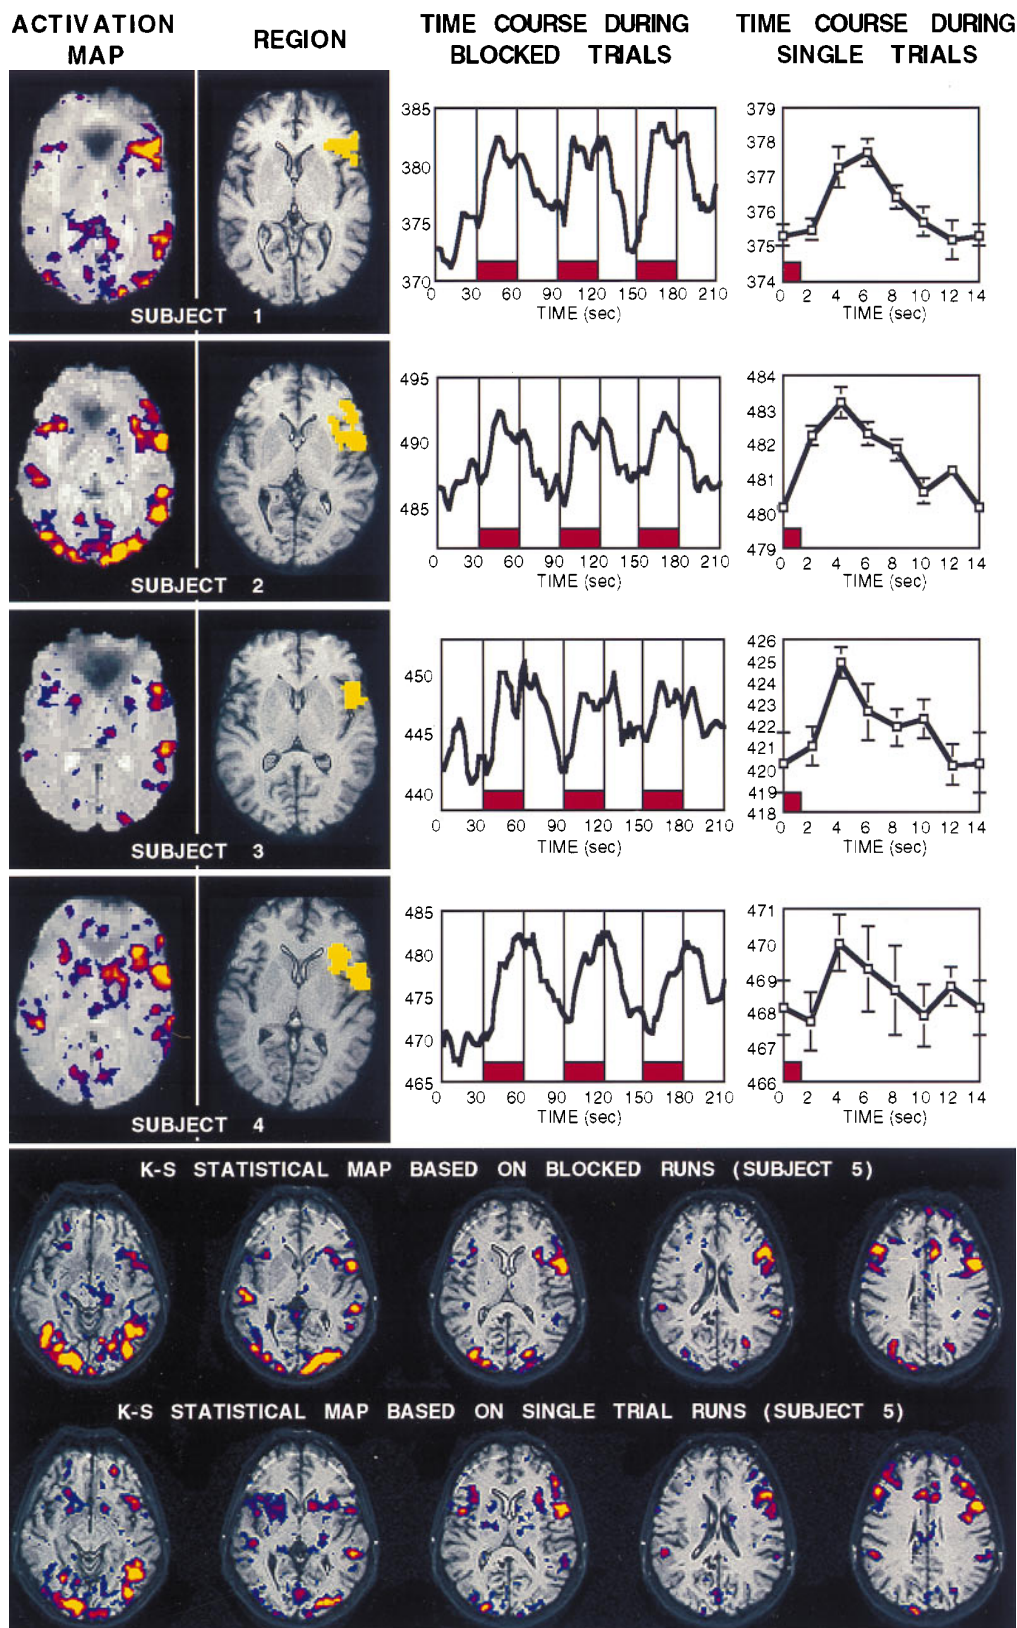 ACTIVATION MAP
REGION
TIME COURSE DURING BLOCKED TRIALS
TIME COURSE DURING SINGLE TRIALS
385
380
375
370
0 30 60 90 120 150 180 210
TIME (sec)
379
378
377
376
375
374
0 2 4 6 8 10 12 14
TIME (sec)
SUBJECT 1
495
490
485
0 30 60 90 120 150 180 210
TIME (sec)
484
483
482
481
480
479
0 2 4 6 8 10 12 14
TIME (sec)
SUBJECT 2
450
445
440
0 30 60 90 120 150 180 210
TIME (sec)
426
425
424
423
422
421
420
419
418
0 2 4 6 8 10 12 14
TIME (sec)
SUBJECT 3
485
480
475
470
465
0 30 60 90 120 150 180 210
TIME (sec)
471
470
469
468
467
466
0 2 4 6 8 10 12 14
TIME (sec)
SUBJECT 4
K-S STATISTICAL MAP BASED ON BLOCKED RUNS (SUBJECT 5)
K-S STATISTICAL MAP BASED ON SINGLE TRIAL RUNS (SUBJECT 5)